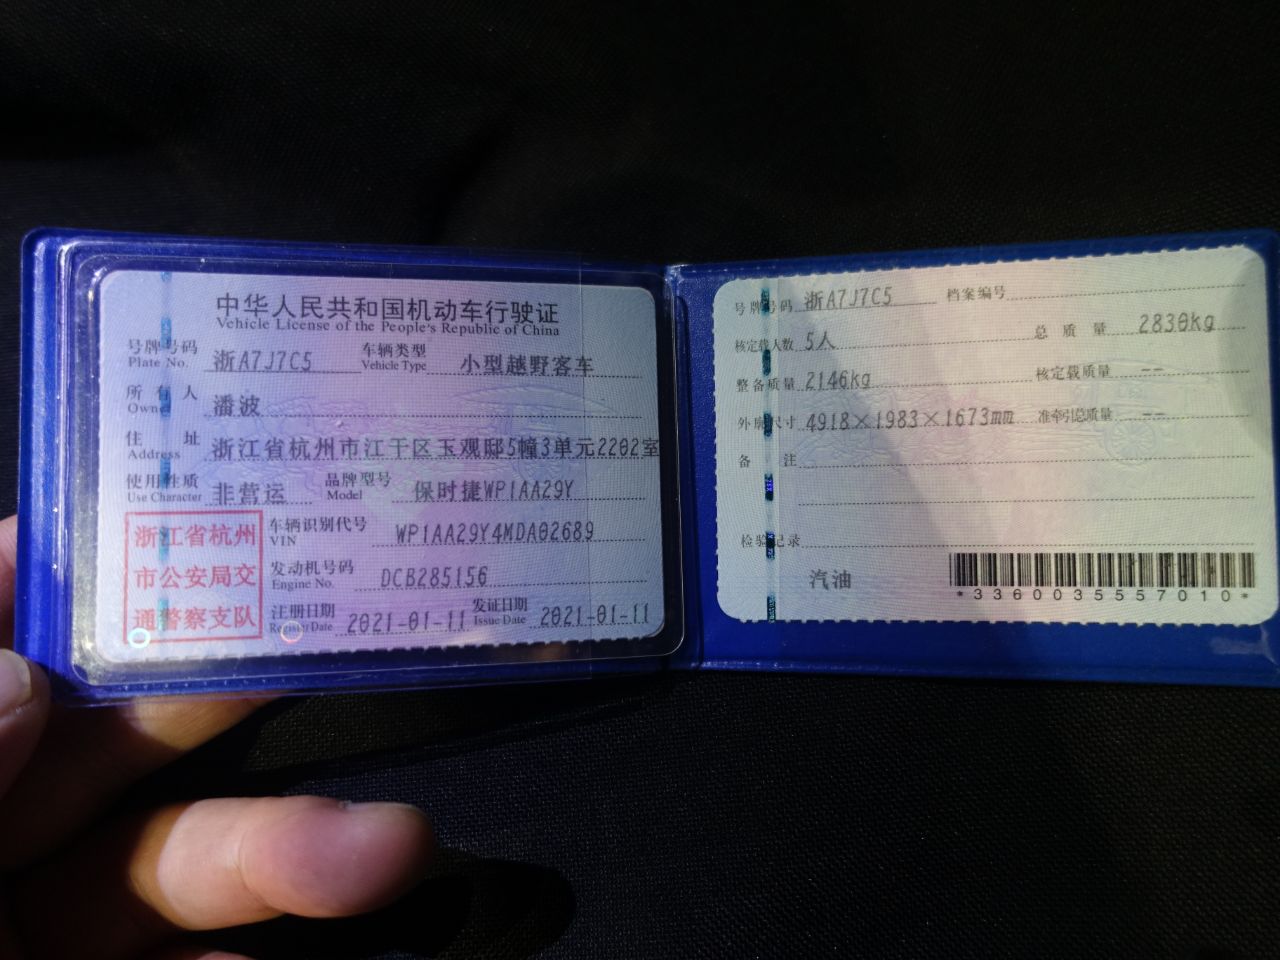 中华人民共和国机动车行驶证
Vehicle License of the People's Republic of China
号牌号码 浙A7J7C5 车辆类型 小型越野客车
Plate No. Vehicle Type
所有人 潘波
Owner
住址 浙江省杭州市江干区玉观邸5幢3单元2202室
Address
使用性质 非营运 品牌型号 保时捷WP1AA29Y
Use Character Model
浙江省杭州
市公安局交
通警察支队
车辆识别代号 WP1AA29Y4MDA02689
VIN
发动机号码 DCB285156
Engine No.
注册日期 2021-01-11 发证日期 2021-01-11
Register Date Issue Date
号牌号码 浙A7J7C5 档案编号
核定载人数 5人 总质量 2830kg
整备质量 2146kg 核定载质量 --
外廓尺寸 4918×1983×1673mm 准牵引总质量 --
备注
检验记录
汽油
*3360035557010*